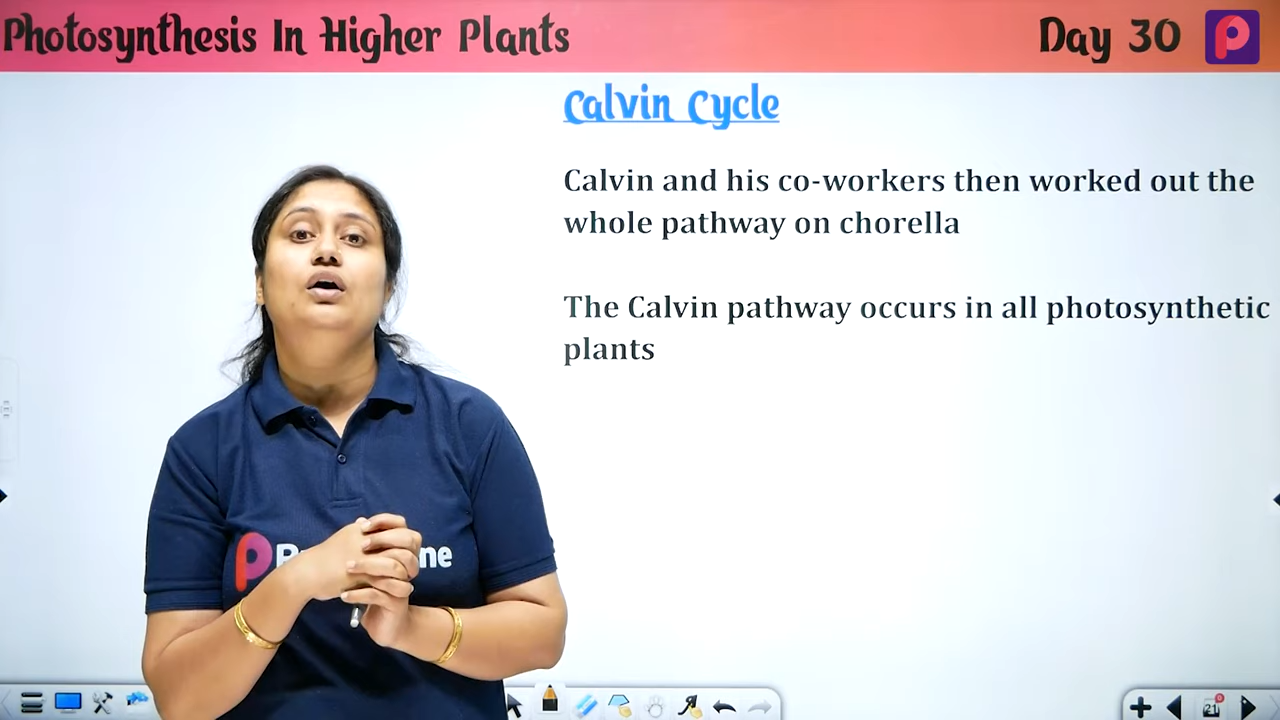 Photosynthesis In Higher Plants
Day 30
Calvin Cycle
Calvin and his co-workers then worked out the
whole pathway on chorella
The Calvin pathway occurs in all photosynthetic
plants
21